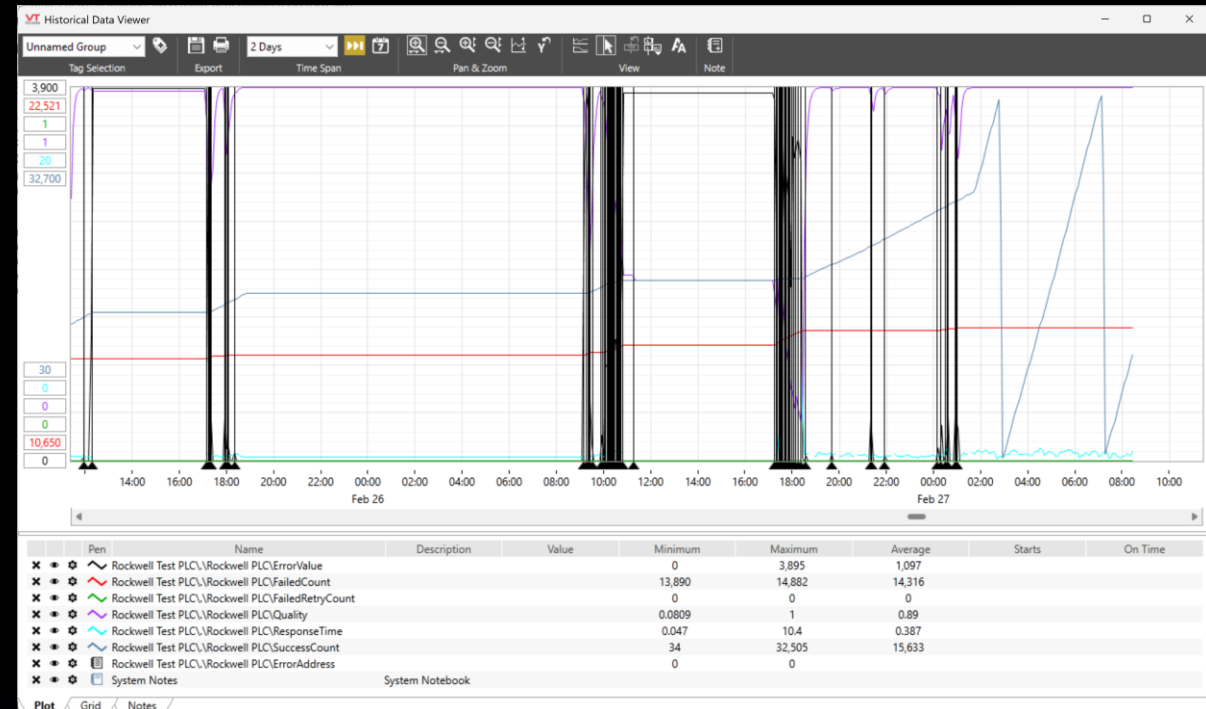 VT Historical Data Viewer
Unnamed Group 2 Days 7
Tag Selection Export Time Span Pan & Zoom View Note
3,900
22,521
1
1
20
32,700
30
0
0
0
10,650
0
14:00 16:00 18:00 20:00 22:00 00:00 02:00 04:00 06:00 08:00 10:00 12:00 14:00 16:00 18:00 20:00 22:00 00:00 02:00 04:00 06:00 08:00 10:00
Feb 26 Feb 27
Pen Name Description Value Minimum Maximum Average Starts On Time
Rockwell Test PLC\.\Rockwell PLC\ErrorValue 0 3,895 1,097
Rockwell Test PLC\.\Rockwell PLC\FailedCount 13,890 14,882 14,316
Rockwell Test PLC\.\Rockwell PLC\FailedRetryCount 0 0 0
Rockwell Test PLC\.\Rockwell PLC\Quality 0.0809 1 0.89
Rockwell Test PLC\.\Rockwell PLC\ResponseTime 0.047 10.4 0.387
Rockwell Test PLC\.\Rockwell PLC\SuccessCount 34 32,505 15,633
Rockwell Test PLC\.\Rockwell PLC\ErrorAddress 0 0
System Notes System Notebook
Plot Grid Notes